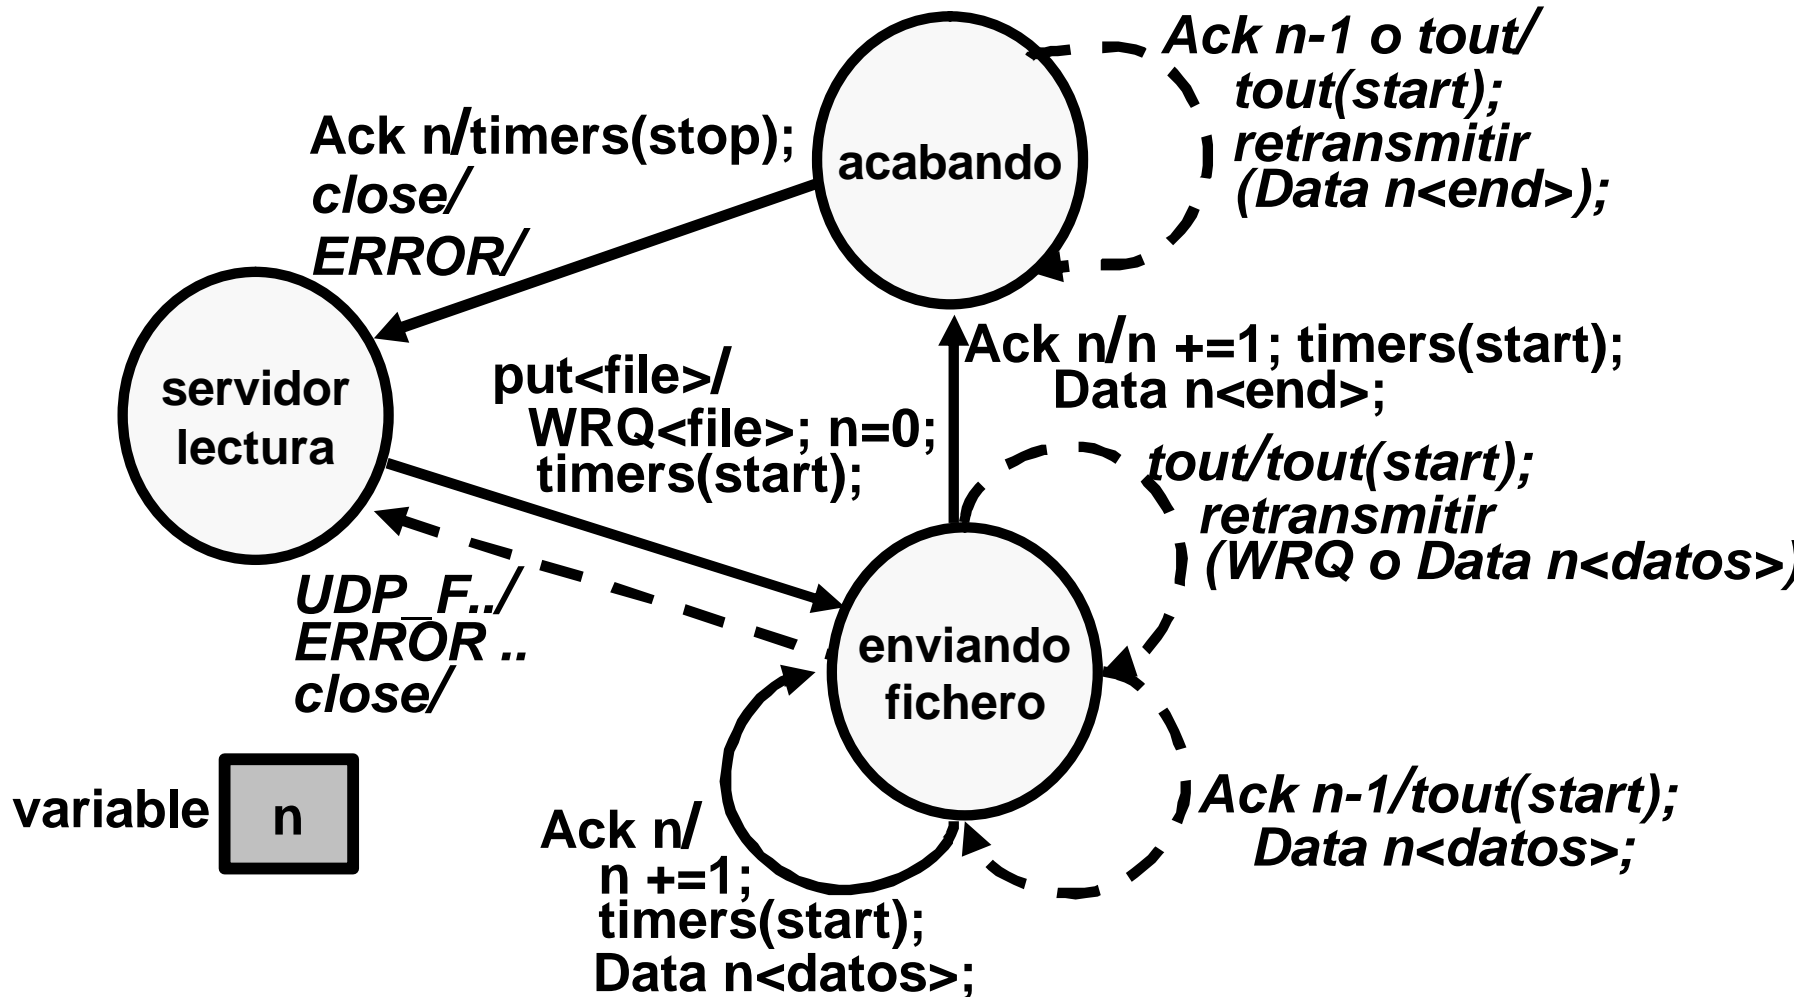 Ack n-1 o tout/
tout(start);
retransmitir
(Data n<end>);
Ack n/timers(stop);
close/
ERROR/
acabando
Ack n/n +=1; timers(start);
Data n<end>;
servidor
lectura
put<file>/
WRQ<file>; n=0;
timers(start);
tout/tout(start);
retransmitir
(WRQ o Data n<datos>)
UDP_F../
ERROR ..
close/
enviando
fichero
variable
n
Ack n/
n +=1;
timers(start);
Data n<datos>;
Ack n-1/tout(start);
Data n<datos>;